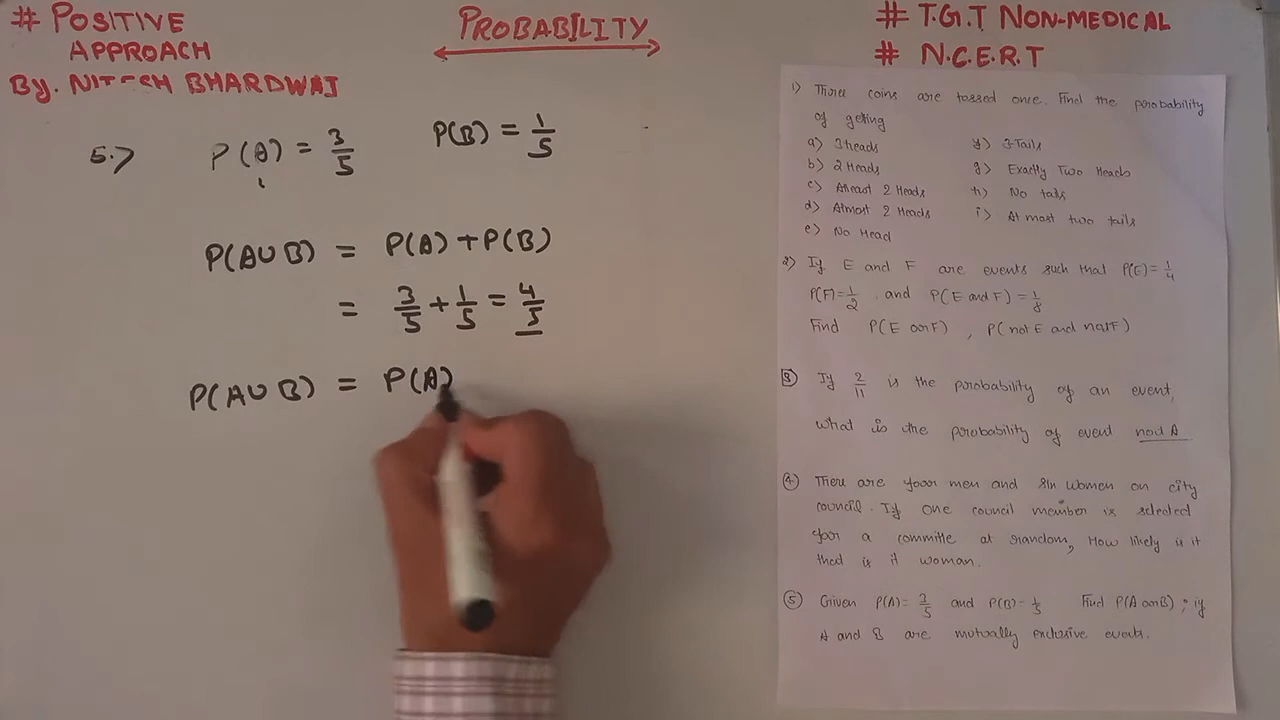 # POSITIVE
APPROACH
By. NITESH BHARDWAJ
PROBABILITY
# T.G.T NON-MEDICAL
# N.C.E.R.T
5.> P(A) = 3/5 P(B) = 1/5
P(A∪B) = P(A) + P(B)
= 3/5 + 1/5 = 4/5
P(A∪B) = P(A)
1) Three coins are tossed once. Find the probability
of geting
a) 3 heads
b) 2 Heads
c) Atleast 2 Heads
d) Atmost 2 Heads
e) No Head
f) 3 Tails
g) Exactly Two Heads
h) No tails
i) At most two tails
2) If E and F are events such that P(E)=1/4
P(F)=1/2 and P(E and F)=1/8
Find P(E or F) , P(not E and not F)
3 If 2/11 is the probability of an event,
what is the probability of event not A
4 There are four men and six women on city
council. If one council member is selected
for a committe at random, How likely is it
that is it woman.
5 Given P(A)=3/5 and P(B)=1/5 Find P(A or B) ; if
A and B are mutually exclusive events.